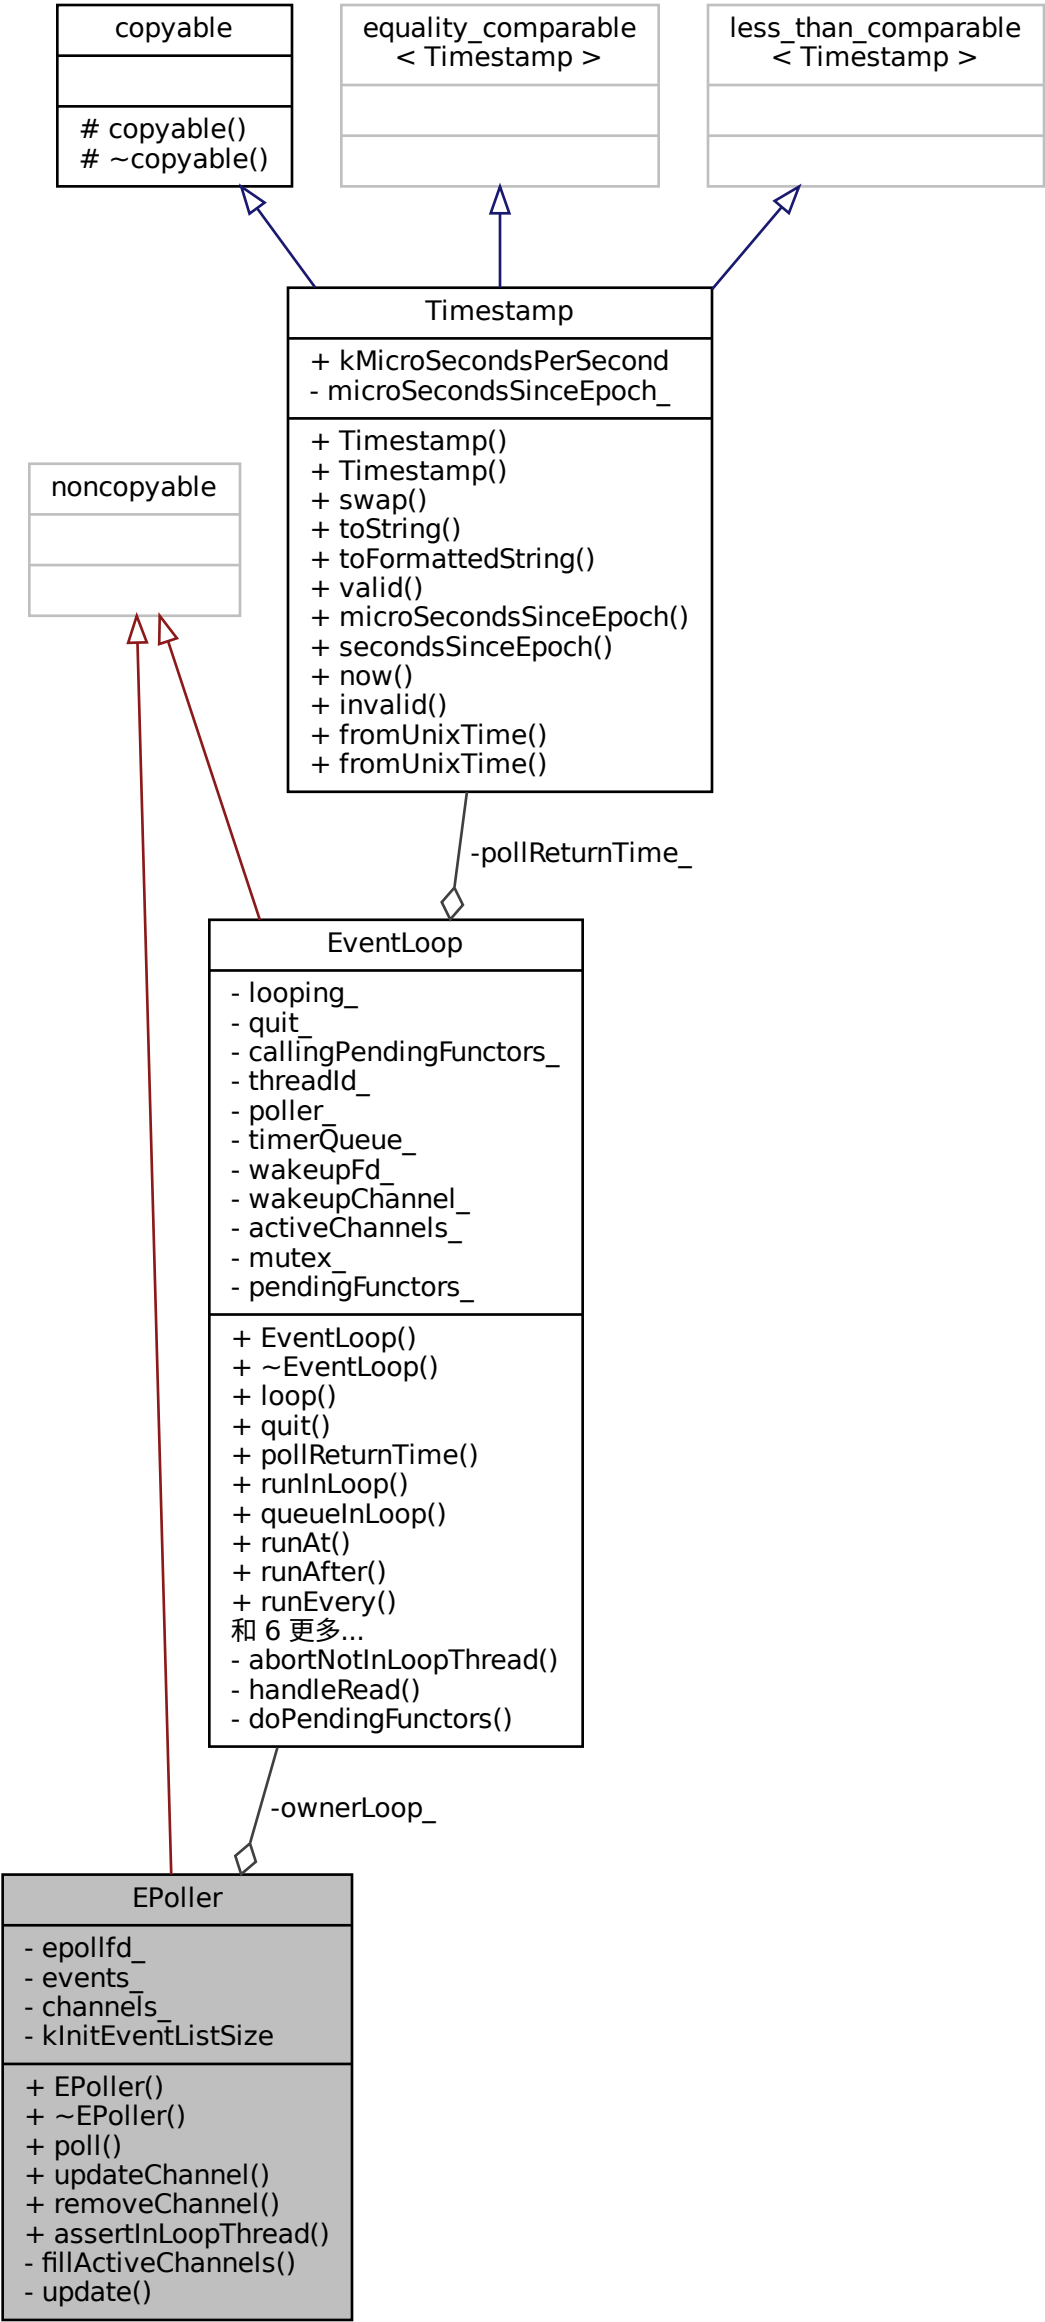 copyable
# copyable()
# ~copyable()
equality_comparable
< Timestamp >
less_than_comparable
< Timestamp >
Timestamp
+ kMicroSecondsPerSecond
- microSecondsSinceEpoch_
+ Timestamp()
+ Timestamp()
+ swap()
+ toString()
+ toFormattedString()
+ valid()
+ microSecondsSinceEpoch()
+ secondsSinceEpoch()
+ now()
+ invalid()
+ fromUnixTime()
+ fromUnixTime()
noncopyable
-pollReturnTime_
EventLoop
- looping_
- quit_
- callingPendingFunctors_
- threadId_
- poller_
- timerQueue_
- wakeupFd_
- wakeupChannel_
- activeChannels_
- mutex_
- pendingFunctors_
+ EventLoop()
+ ~EventLoop()
+ loop()
+ quit()
+ pollReturnTime()
+ runInLoop()
+ queueInLoop()
+ runAt()
+ runAfter()
+ runEvery()
和 6 更多...
- abortNotInLoopThread()
- handleRead()
- doPendingFunctors()
-ownerLoop_
EPoller
- epollfd_
- events_
- channels_
- kInitEventListSize
+ EPoller()
+ ~EPoller()
+ poll()
+ updateChannel()
+ removeChannel()
+ assertInLoopThread()
- fillActiveChannels()
- update()